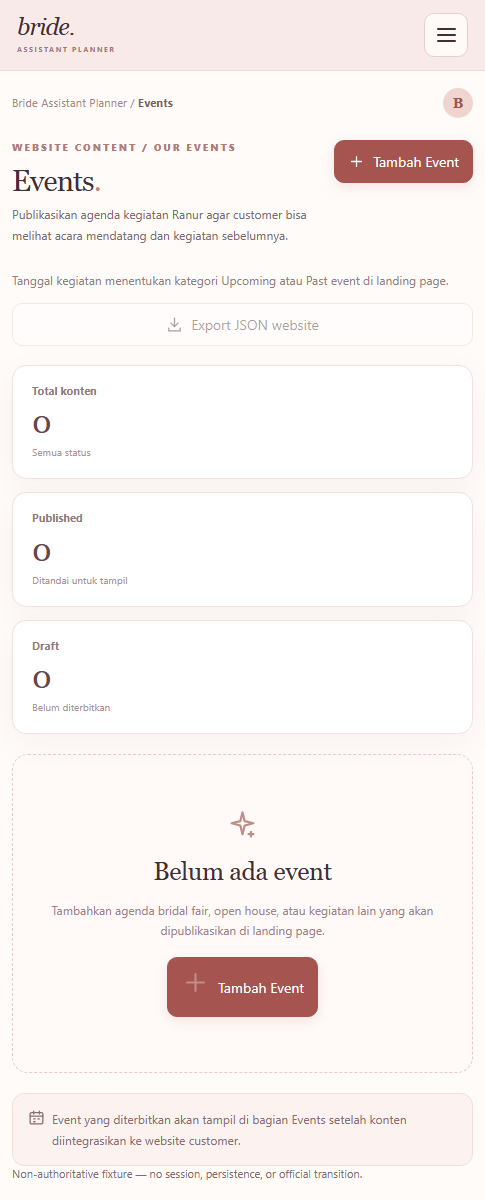 bride.
ASSISTANT PLANNER
Bride Assistant Planner / Events
B
WEBSITE CONTENT / OUR EVENTS
Tambah Event
Events.
Publikasikan agenda kegiatan Ranur agar customer bisa
melihat acara mendatang dan kegiatan sebelumnya.
Tanggal kegiatan menentukan kategori Upcoming atau Past event di landing page.
Export JSON website
Total konten
0
Semua status
Published
0
Ditandai untuk tampil
Draft
0
Belum diterbitkan
Belum ada event
Tambahkan agenda bridal fair, open house, atau kegiatan lain yang akan
dipublikasikan di landing page.
Tambah Event
Event yang diterbitkan akan tampil di bagian Events setelah konten
diintegrasikan ke website customer.
Non-authoritative fixture — no session, persistence, or official transition.